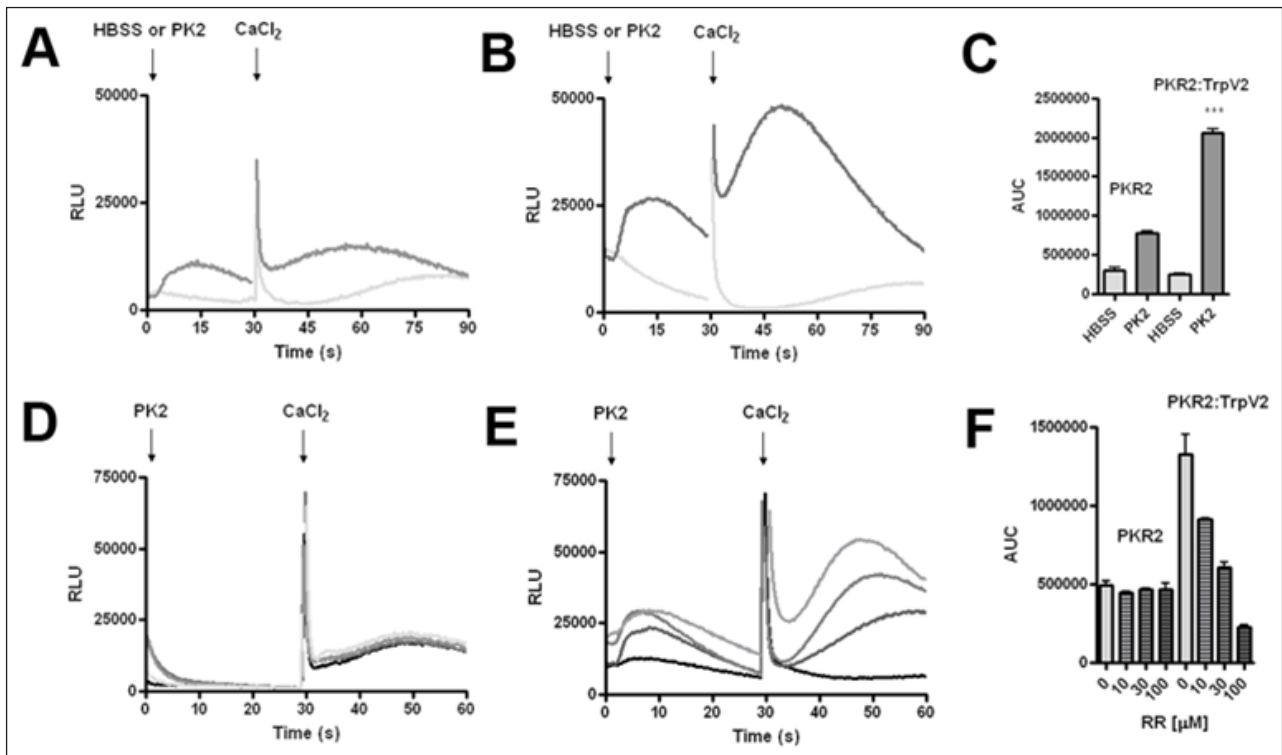 A
HBSS or PK2
CaCl₂
50000
25000
0
RLU
0 15 30 45 60 75 90
Time (s)
B
HBSS or PK2
CaCl₂
50000
25000
0
RLU
0 15 30 45 60 75 90
Time (s)
C
PKR2:TrpV2
***
PKR2
2500000
2000000
1500000
1000000
500000
0
AUC
HBSS PK2 HBSS PK2
D
PK2
CaCl₂
75000
50000
25000
0
RLU
0 10 20 30 40 50 60
Time (s)
E
PK2
CaCl₂
75000
50000
25000
0
RLU
0 10 20 30 40 50 60
Time (s)
F
PKR2:TrpV2
PKR2
1500000
1000000
500000
0
AUC
0 10 30 100 0 10 30 100
RR [µM]